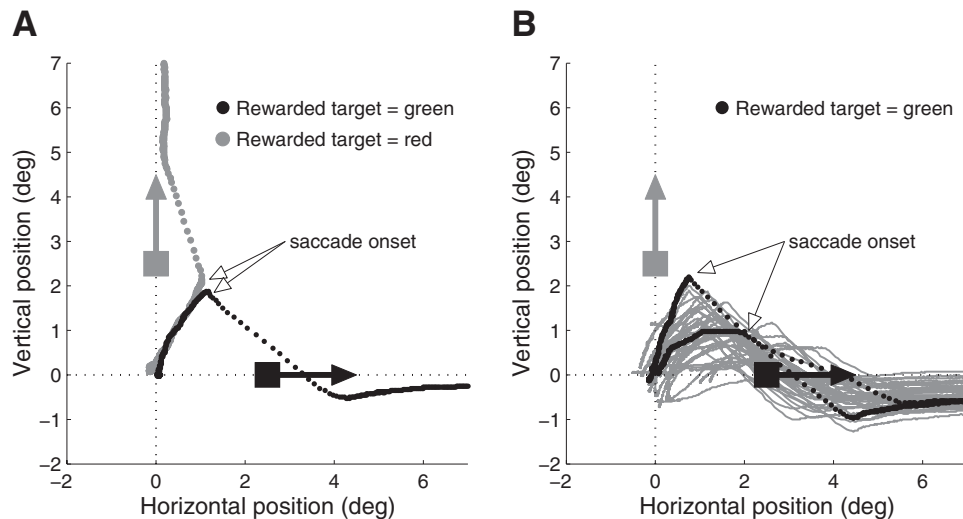 A
B
7
6
5
4
3
2
1
0
−1
−2
−2
0
2
4
6
Vertical position (deg)
Horizontal position (deg)
Rewarded target = green
Rewarded target = red
saccade onset
7
6
5
4
3
2
1
0
−1
−2
−2
0
2
4
6
Vertical position (deg)
Horizontal position (deg)
Rewarded target = green
saccade onset